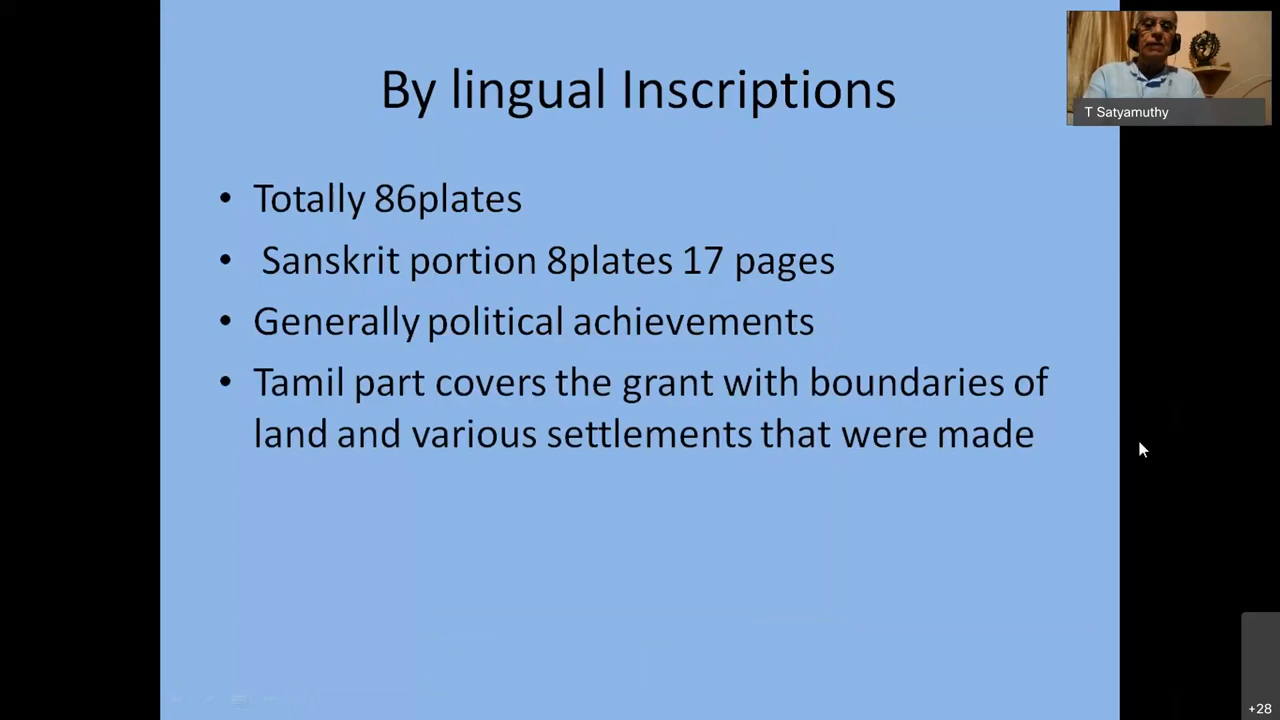 By lingual Inscriptions
T Satyamuthy
• Totally 86plates
• Sanskrit portion 8plates 17 pages
• Generally political achievements
• Tamil part covers the grant with boundaries of
land and various settlements that were made
+28